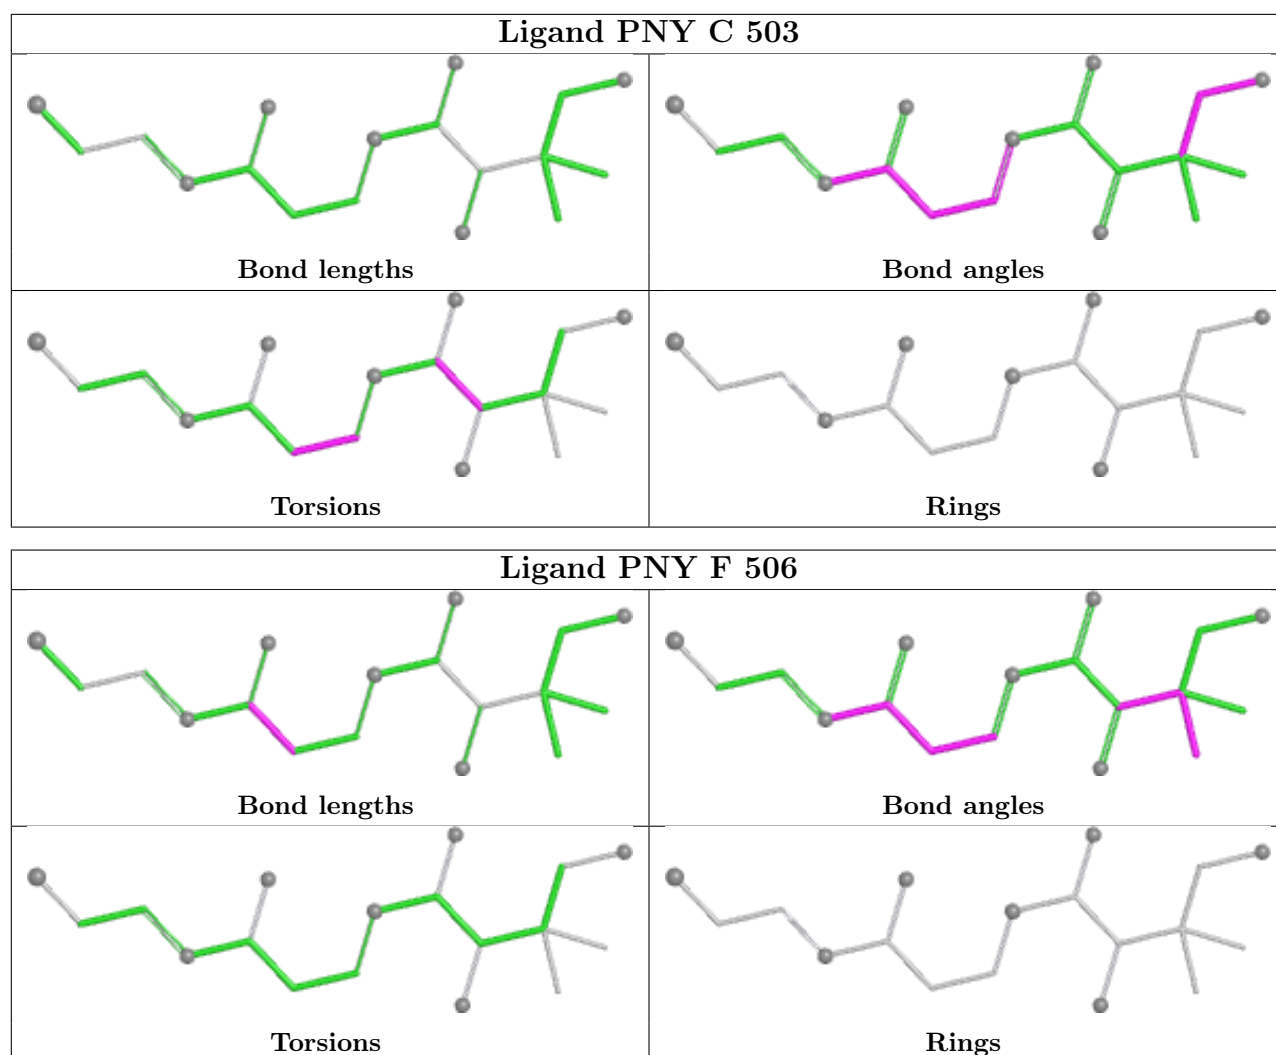 Ligand PNY C 503
Bond lengths
Bond angles
Torsions
Rings
Ligand PNY F 506
Bond lengths
Bond angles
Torsions
Rings